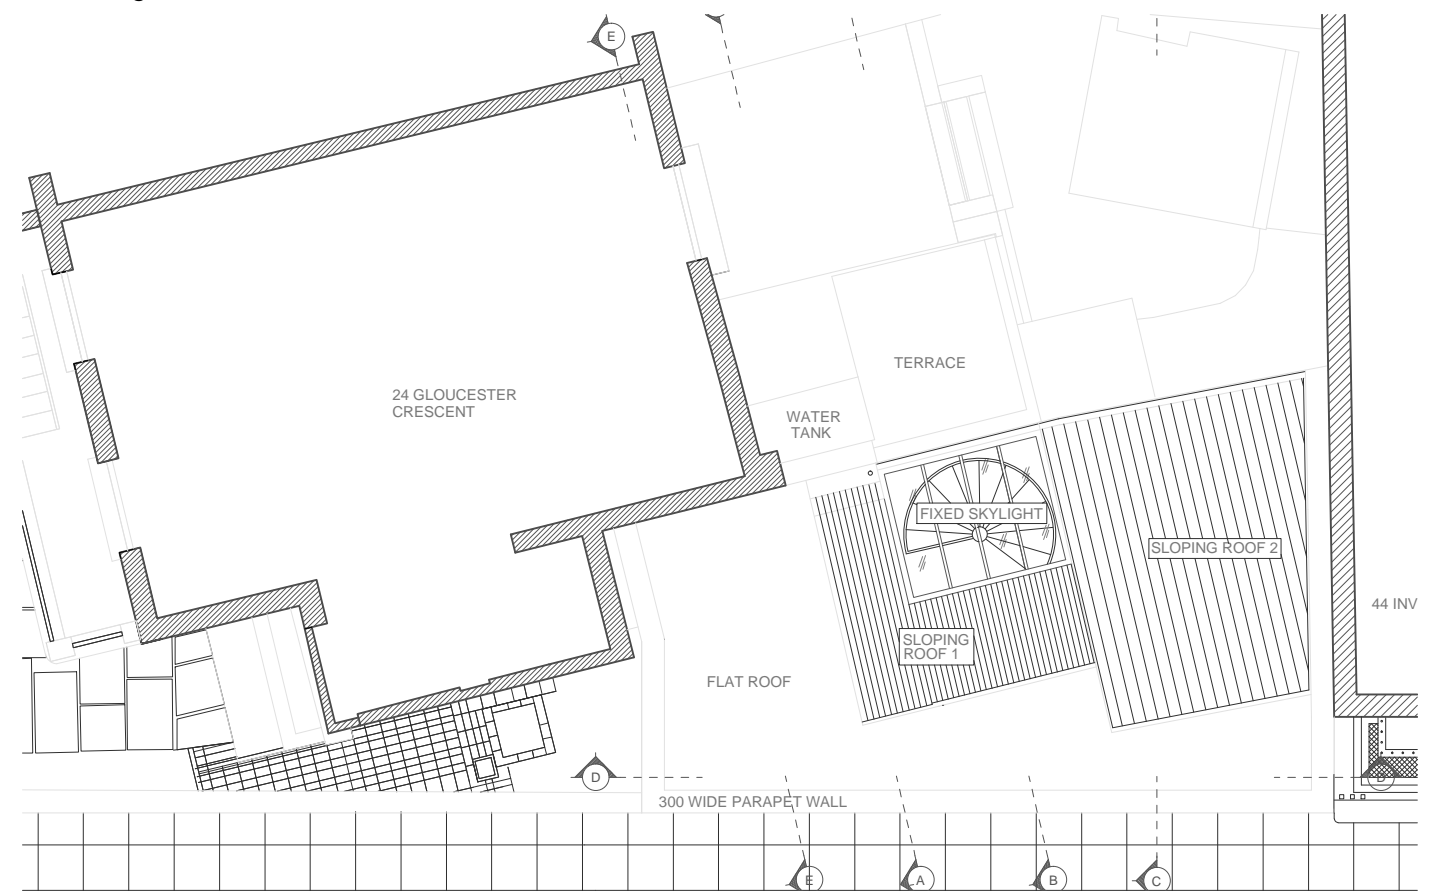 E
TERRACE
24 GLOUCESTER
CRESCENT
WATER
TANK
FIXED SKYLIGHT
SLOPING ROOF 2
44 INV
SLOPING
ROOF 1
FLAT ROOF
D
D
300 WIDE PARAPET WALL
E
A
B
C